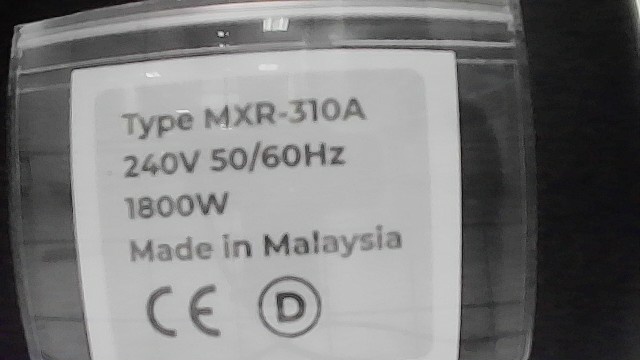 Type MXR-310A
240V 50/60Hz
1800W
Made in Malaysia
CE D